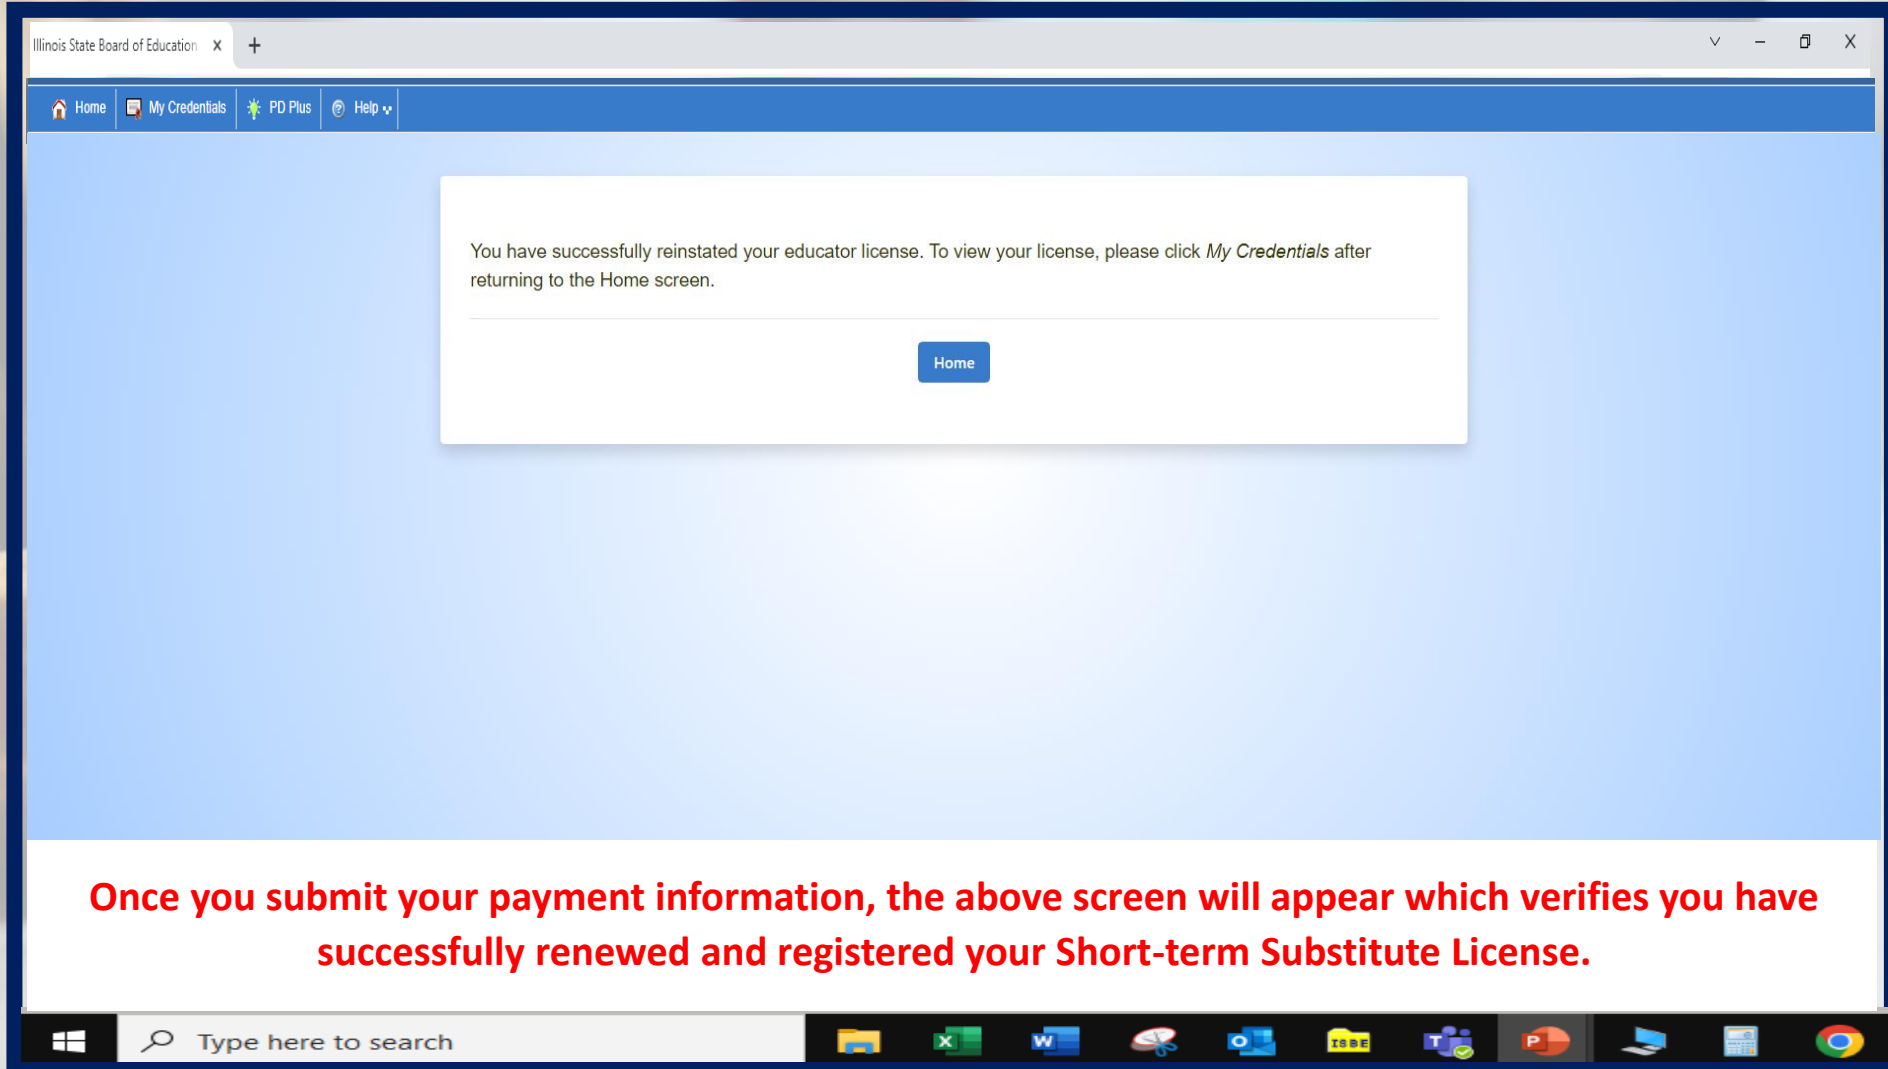 Illinois State Board of Education x +
Home My Credentials PD Plus Help
You have successfully reinstated your educator license. To view your license, please click My Credentials after
returning to the Home screen.
Home
Once you submit your payment information, the above screen will appear which verifies you have
successfully renewed and registered your Short-term Substitute License.
Type here to search
ISBE